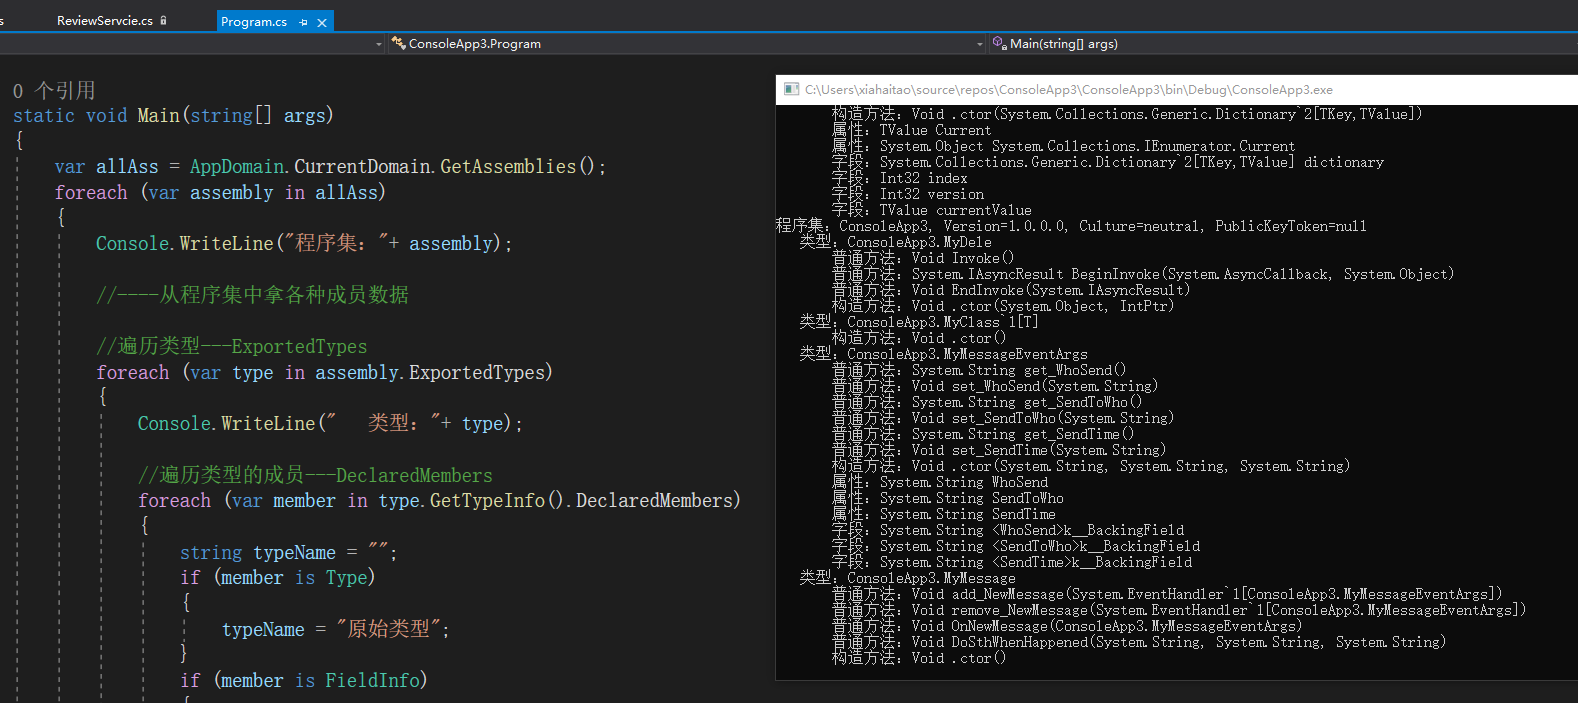 s ReviewServcie.cs Program.cs
ConsoleApp3.Program Main(string[] args)
0 个引用
static void Main(string[] args)
{
var allAss = AppDomain.CurrentDomain.GetAssemblies();
foreach (var assembly in allAss)
{
Console.WriteLine("程序集："+ assembly);
//----从程序集中拿各种成员数据
//遍历类型---ExportedTypes
foreach (var type in assembly.ExportedTypes)
{
Console.WriteLine("   类型："+ type);
//遍历类型的成员---DeclaredMembers
foreach (var member in type.GetTypeInfo().DeclaredMembers)
{
string typeName = "";
if (member is Type)
{
typeName = "原始类型";
}
if (member is FieldInfo)
{
C:\Users\xiahaitao\source\repos\ConsoleApp3\ConsoleApp3\bin\Debug\ConsoleApp3.exe
构造方法：Void .ctor(System.Collections.Generic.Dictionary`2[TKey,TValue])
属性：TValue Current
属性：System.Object System.Collections.IEnumerator.Current
字段：System.Collections.Generic.Dictionary`2[TKey,TValue] dictionary
字段：Int32 index
字段：Int32 version
字段：TValue currentValue
程序集：ConsoleApp3, Version=1.0.0.0, Culture=neutral, PublicKeyToken=null
类型：ConsoleApp3.MyDele
普通方法：Void Invoke()
普通方法：System.IAsyncResult BeginInvoke(System.AsyncCallback, System.Object)
普通方法：Void EndInvoke(System.IAsyncResult)
构造方法：Void .ctor(System.Object, IntPtr)
类型：ConsoleApp3.MyClass`1[T]
构造方法：Void .ctor()
类型：ConsoleApp3.MyMessageEventArgs
普通方法：System.String get_WhoSend()
普通方法：Void set_WhoSend(System.String)
普通方法：System.String get_SendToWho()
普通方法：Void set_SendToWho(System.String)
普通方法：System.String get_SendTime()
普通方法：Void set_SendTime(System.String)
构造方法：Void .ctor(System.String, System.String, System.String)
属性：System.String WhoSend
属性：System.String SendToWho
属性：System.String SendTime
字段：System.String <WhoSend>k__BackingField
字段：System.String <SendToWho>k__BackingField
字段：System.String <SendTime>k__BackingField
类型：ConsoleApp3.MyMessage
普通方法：Void add_NewMessage(System.EventHandler`1[ConsoleApp3.MyMessageEventArgs])
普通方法：Void remove_NewMessage(System.EventHandler`1[ConsoleApp3.MyMessageEventArgs])
普通方法：Void OnNewMessage(ConsoleApp3.MyMessageEventArgs)
普通方法：Void DoSthWhenHappened(System.String, System.String, System.String)
构造方法：Void .ctor()